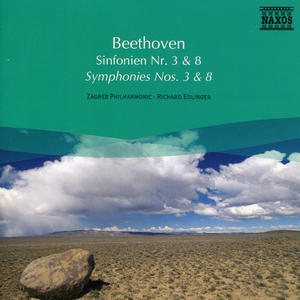 NAXOS
Beethoven
Sinfonien Nr. 3 & 8
Symphonies Nos. 3 & 8
Zagreb Philharmonic · Richard Edlinger